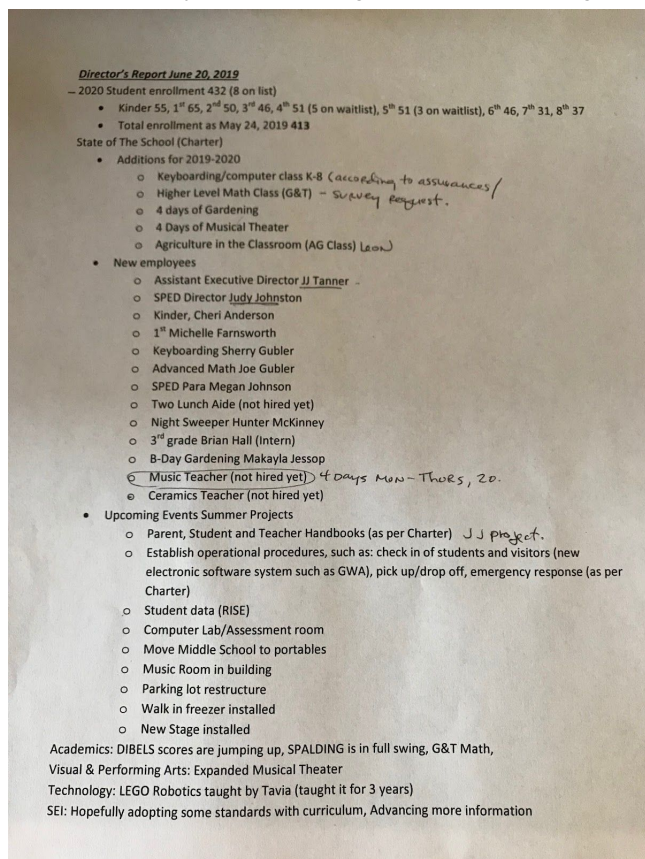 Director's Report June 20, 2019
– 2020 Student enrollment 432 (8 on list)
• Kinder 55, 1st 65, 2nd 50, 3rd 46, 4th 51 (5 on waitlist), 5th 51 (3 on waitlist), 6th 46, 7th 31, 8th 37
• Total enrollment as May 24, 2019 413
State of The School (Charter)
• Additions for 2019-2020
o Keyboarding/computer class K-8 (according to assurances/
o Higher Level Math Class (G&T) – survey request.
o 4 days of Gardening
o 4 Days of Musical Theater
o Agriculture in the Classroom (AG Class) Leon)
• New employees
o Assistant Executive Director JJ Tanner -
o SPED Director Judy Johnston
o Kinder, Cheri Anderson
o 1st Michelle Farnsworth
o Keyboarding Sherry Gubler
o Advanced Math Joe Gubler
o SPED Para Megan Johnson
o Two Lunch Aide (not hired yet)
o Night Sweeper Hunter McKinney
o 3rd grade Brian Hall (Intern)
o B-Day Gardening Makayla Jessop
o Music Teacher (not hired yet) 4 Days Mon-Thurs, 20.
o Ceramics Teacher (not hired yet)
• Upcoming Events Summer Projects
o Parent, Student and Teacher Handbooks (as per Charter) JJ project.
o Establish operational procedures, such as: check in of students and visitors (new
electronic software system such as GWA), pick up/drop off, emergency response (as per
Charter)
o Student data (RISE)
o Computer Lab/Assessment room
o Move Middle School to portables
o Music Room in building
o Parking lot restructure
o Walk in freezer installed
o New Stage installed
Academics: DIBELS scores are jumping up, SPALDING is in full swing, G&T Math,
Visual & Performing Arts: Expanded Musical Theater
Technology: LEGO Robotics taught by Tavia (taught it for 3 years)
SEI: Hopefully adopting some standards with curriculum, Advancing more information